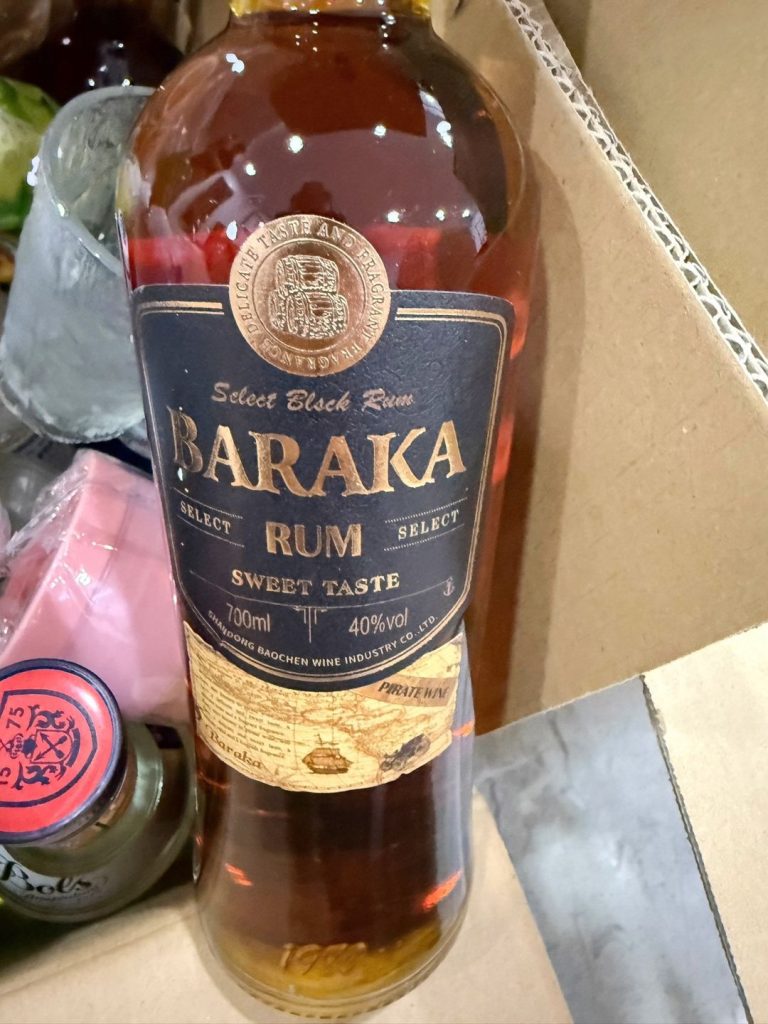 DELICATE TASTE AND FRAGRANT FRAGRANCE
Select Blsck Rum
BARAKA
SELECT
RUM
SELECT
SWEET TASTE
700ml
40%vol
SHANDONG BAOCHEN WINE INDUSTRY CO.,LTD.
PIRATE WINE
Baraka
75
Bols